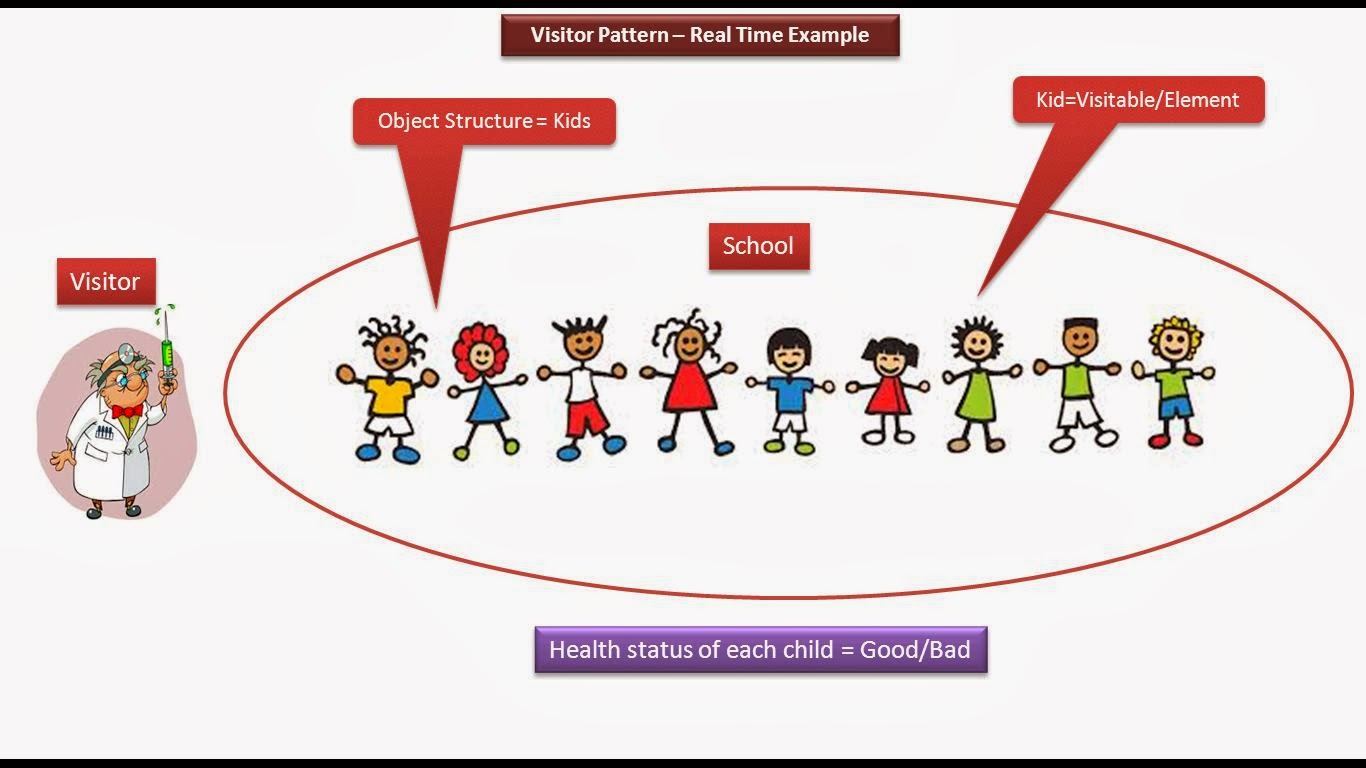 Visitor Pattern – Real Time Example
Kid=Visitable/Element
Object Structure = Kids
School
Visitor
Health status of each child = Good/Bad